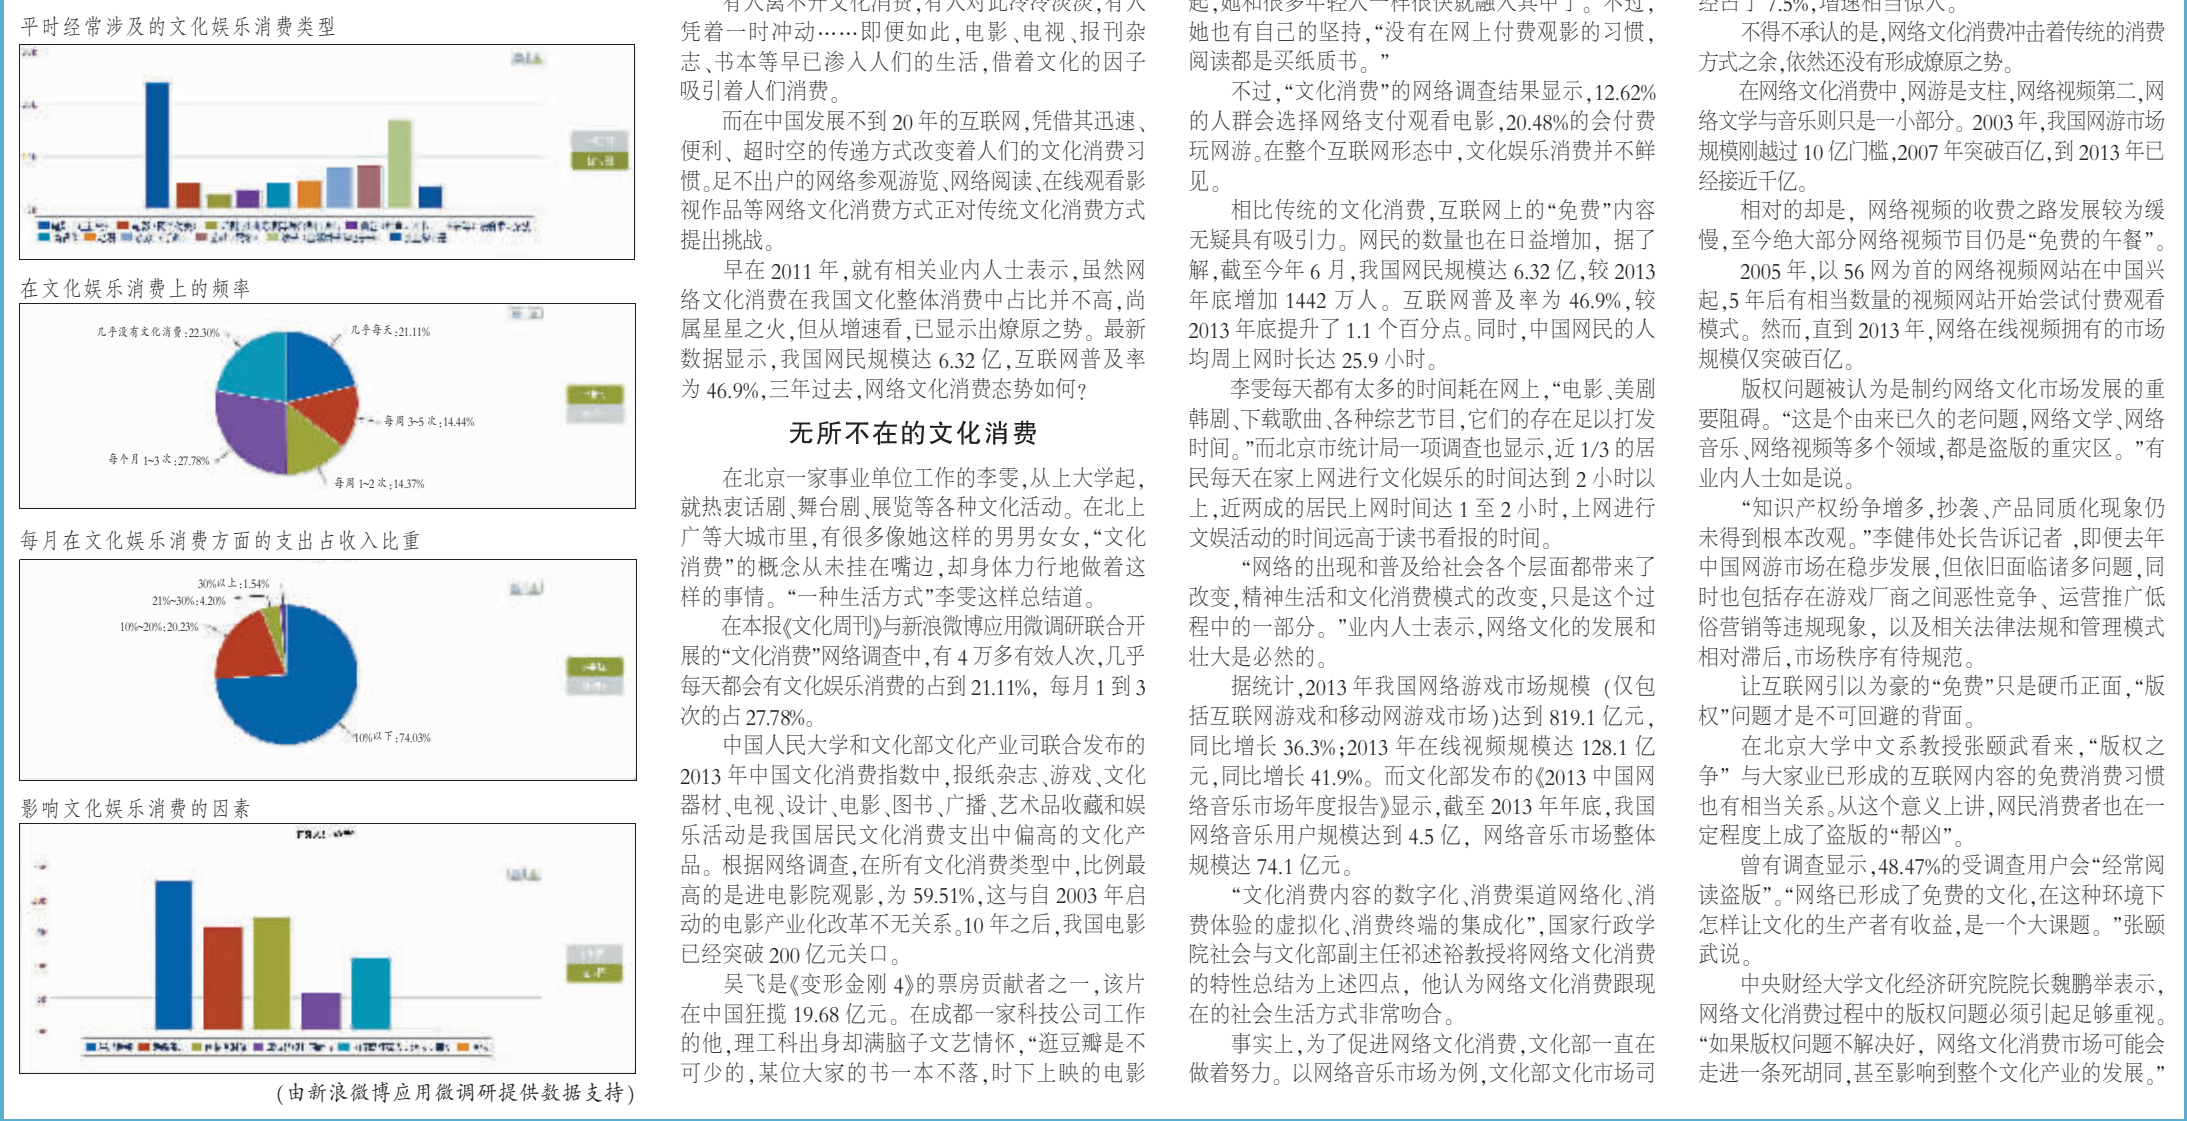 平时经常涉及的文化娱乐消费类型
在文化娱乐消费上的频率
几乎没有文化消费:22.30%
几乎每天:21.11%
每周3~5次:14.44%
每个月1~3次:27.78%
每周1~2次:14.37%
每月在文化娱乐消费方面的支出占收入比重
30%以上:1.54%
21%~30%:4.20%
10%~20%:20.23%
10%以下:74.03%
影响文化娱乐消费的因素
(由新浪微博应用微调研提供数据支持)
有人离不开文化消费,有人对此冷冷淡淡,有人
凭着一时冲动……即便如此,电影、电视、报刊杂
志、书本等早已渗入人们的生活,借着文化的因子
吸引着人们消费。
而在中国发展不到20年的互联网,凭借其迅速、
便利、超时空的传递方式改变着人们的文化消费习
惯。足不出户的网络参观游览、网络阅读、在线观看影
视作品等网络文化消费方式正对传统文化消费方式
提出挑战。
早在2011年,就有相关业内人士表示,虽然网
络文化消费在我国文化整体消费中占比并不高,尚
属星星之火,但从增速看,已显示出燎原之势。最新
数据显示,我国网民规模达6.32亿,互联网普及率
为46.9%,三年过去,网络文化消费态势如何?
无所不在的文化消费
在北京一家事业单位工作的李雯,从上大学起,
就热衷话剧、舞台剧、展览等各种文化活动。在北上
广等大城市里,有很多像她这样的男男女女,“文化
消费”的概念从未挂在嘴边,却身体力行地做着这
样的事情。“一种生活方式”李雯这样总结道。
在本报《文化周刊》与新浪微博应用微调研联合开
展的“文化消费”网络调查中,有4万多有效人次,几乎
每天都会有文化娱乐消费的占到21.11%,每月1到3
次的占27.78%。
中国人民大学和文化部文化产业司联合发布的
2013年中国文化消费指数中,报纸杂志、游戏、文化
器材、电视、设计、电影、图书、广播、艺术品收藏和娱
乐活动是我国居民文化消费支出中偏高的文化产
品。根据网络调查,在所有文化消费类型中,比例最
高的是进电影院观影,为59.51%,这与自2003年启
动的电影产业化改革不无关系。10年之后,我国电影
已经突破200亿元关口。
吴飞是《变形金刚4》的票房贡献者之一,该片
在中国狂揽19.68亿元。在成都一家科技公司工作
的他,理工科出身却满脑子文艺情怀,“逛豆瓣是不
可少的,某位大家的书一本不落,时下上映的电影
起,她和很多年轻人一样很快就融入其中了。不过,
她也有自己的坚持,“没有在网上付费观影的习惯,
阅读都是买纸质书。”
不过,“文化消费”的网络调查结果显示,12.62%
的人群会选择网络支付观看电影,20.48%的会付费
玩网游。在整个互联网形态中,文化娱乐消费并不鲜
见。
相比传统的文化消费,互联网上的“免费”内容
无疑具有吸引力。网民的数量也在日益增加,据了
解,截至今年6月,我国网民规模达6.32亿,较2013
年底增加1442万人。互联网普及率为46.9%,较
2013年底提升了1.1个百分点。同时,中国网民的人
均周上网时长达25.9小时。
李雯每天都有太多的时间耗在网上,“电影、美剧
韩剧、下载歌曲、各种综艺节目,它们的存在足以打发
时间。”而北京市统计局一项调查也显示,近1/3的居
民每天在家上网进行文化娱乐的时间达到2小时以
上,近两成的居民上网时间达1至2小时,上网进行
文娱活动的时间远高于读书看报的时间。
“网络的出现和普及给社会各个层面都带来了
改变,精神生活和文化消费模式的改变,只是这个过
程中的一部分。”业内人士表示,网络文化的发展和
壮大是必然的。
据统计,2013年我国网络游戏市场规模(仅包
括互联网游戏和移动网游戏市场)达到819.1亿元,
同比增长36.3%;2013年在线视频规模达128.1亿
元,同比增长41.9%。而文化部发布的《2013中国网
络音乐市场年度报告》显示,截至2013年年底,我国
网络音乐用户规模达到4.5亿,网络音乐市场整体
规模达74.1亿元。
“文化消费内容的数字化、消费渠道网络化、消
费体验的虚拟化、消费终端的集成化”,国家行政学
院社会与文化部副主任祁述裕教授将网络文化消费
的特性总结为上述四点,他认为网络文化消费跟现
在的社会生活方式非常吻合。
事实上,为了促进网络文化消费,文化部一直在
做着努力。以网络音乐市场为例,文化部文化市场司
经占了7.5%,增速相当惊人。
不得不承认的是,网络文化消费冲击着传统的消费
方式之余,依然还没有形成燎原之势。
在网络文化消费中,网游是支柱,网络视频第二,网
络文学与音乐则只是一小部分。2003年,我国网游市场
规模刚越过10亿门槛,2007年突破百亿,到2013年已
经接近千亿。
相对的却是,网络视频的收费之路发展较为缓
慢,至今绝大部分网络视频节目仍是“免费的午餐”。
2005年,以56网为首的网络视频网站在中国兴
起,5年后有相当数量的视频网站开始尝试付费观看
模式。然而,直到2013年,网络在线视频拥有的市场
规模仅突破百亿。
版权问题被认为是制约网络文化市场发展的重
要阻碍。“这是个由来已久的老问题,网络文学、网络
音乐、网络视频等多个领域,都是盗版的重灾区。”有
业内人士如是说。
“知识产权纷争增多,抄袭、产品同质化现象仍
未得到根本改观。”李健伟处长告诉记者,即便去年
中国网游市场在稳步发展,但依旧面临诸多问题,同
时也包括存在游戏厂商之间恶性竞争、运营推广低
俗营销等违规现象,以及相关法律法规和管理模式
相对滞后,市场秩序有待规范。
让互联网引以为豪的“免费”只是硬币正面,“版
权”问题才是不可回避的背面。
在北京大学中文系教授张颐武看来,“版权之
争”与大家业已形成的互联网内容的免费消费习惯
也有相当关系。从这个意义上讲,网民消费者也在一
定程度上成了盗版的“帮凶”。
曾有调查显示,48.47%的受调查用户会“经常阅
读盗版”。“网络已形成了免费的文化,在这种环境下
怎样让文化的生产者有收益,是一个大课题。”张颐
武说。
中央财经大学文化经济研究院院长魏鹏举表示,
网络文化消费过程中的版权问题必须引起足够重视。
“如果版权问题不解决好,网络文化消费市场可能会
走进一条死胡同,甚至影响到整个文化产业的发展。”